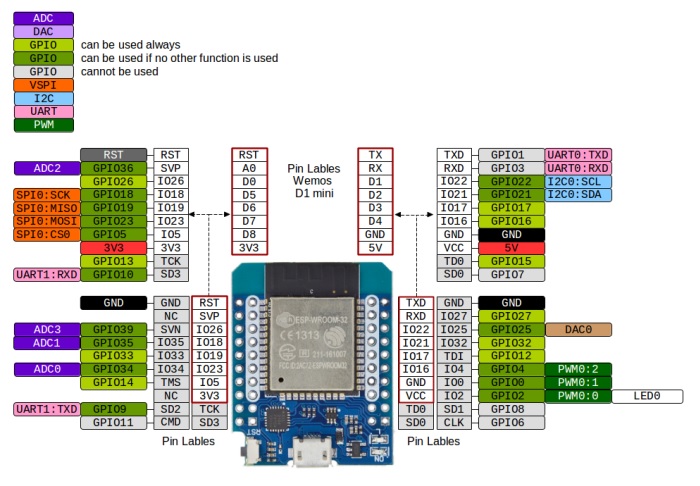 ADC
DAC
GPIO can be used always
GPIO can be used if no other function is used
GPIO cannot be used
VSPI
I2C
UART
PWM
RST RST
ADC2 GPIO36 SVP
GPIO26 IO26
SPI0:SCK GPIO18 IO18
SPI0:MISO GPIO19 IO19
SPI0:MOSI GPIO23 IO23
SPI0:CS0 GPIO5 IO5
3V3 3V3
GPIO13 TCK
UART1:RXD GPIO10 SD3
RST
A0
D0
D5
D6
D7
D8
3V3
Pin Lables
Wemos
D1 mini
TX
RX
D1
D2
D3
D4
GND
5V
TXD GPIO1 UART0:TXD
RXD GPIO3 UART0:RXD
IO22 GPIO22 I2C0:SCL
IO21 GPIO21 I2C0:SDA
IO17 GPIO17
IO16 GPIO16
GND GND
VCC 5V
TD0 GPIO15
SD0 GPIO7
GND GND RST
NC SVP
ADC3 GPIO39 SVN IO26
ADC1 GPIO35 IO35 IO18
GPIO33 IO33 IO19
ADC0 GPIO34 IO34 IO23
GPIO14 TMS IO5
NC 3V3
UART1:TXD GPIO9 SD2 TCK
GPIO11 CMD SD3
Pin Lables
ESP-WROOM-32
CE1313
211-161007
FCC ID:2AC7Z-ESPWROOM32
RST
TXD GND GND
RXD IO27 GPIO27
IO22 IO25 GPIO25 DAC0
IO21 IO32 GPIO32
IO17 TDI GPIO12
IO16 IO4 GPIO4 PWM0:2
GND IO0 GPIO0 PWM0:1
VCC IO2 GPIO2 PWM0:0 LED0
TD0 SD1 GPIO8
SD0 CLK GPIO6
Pin Lables